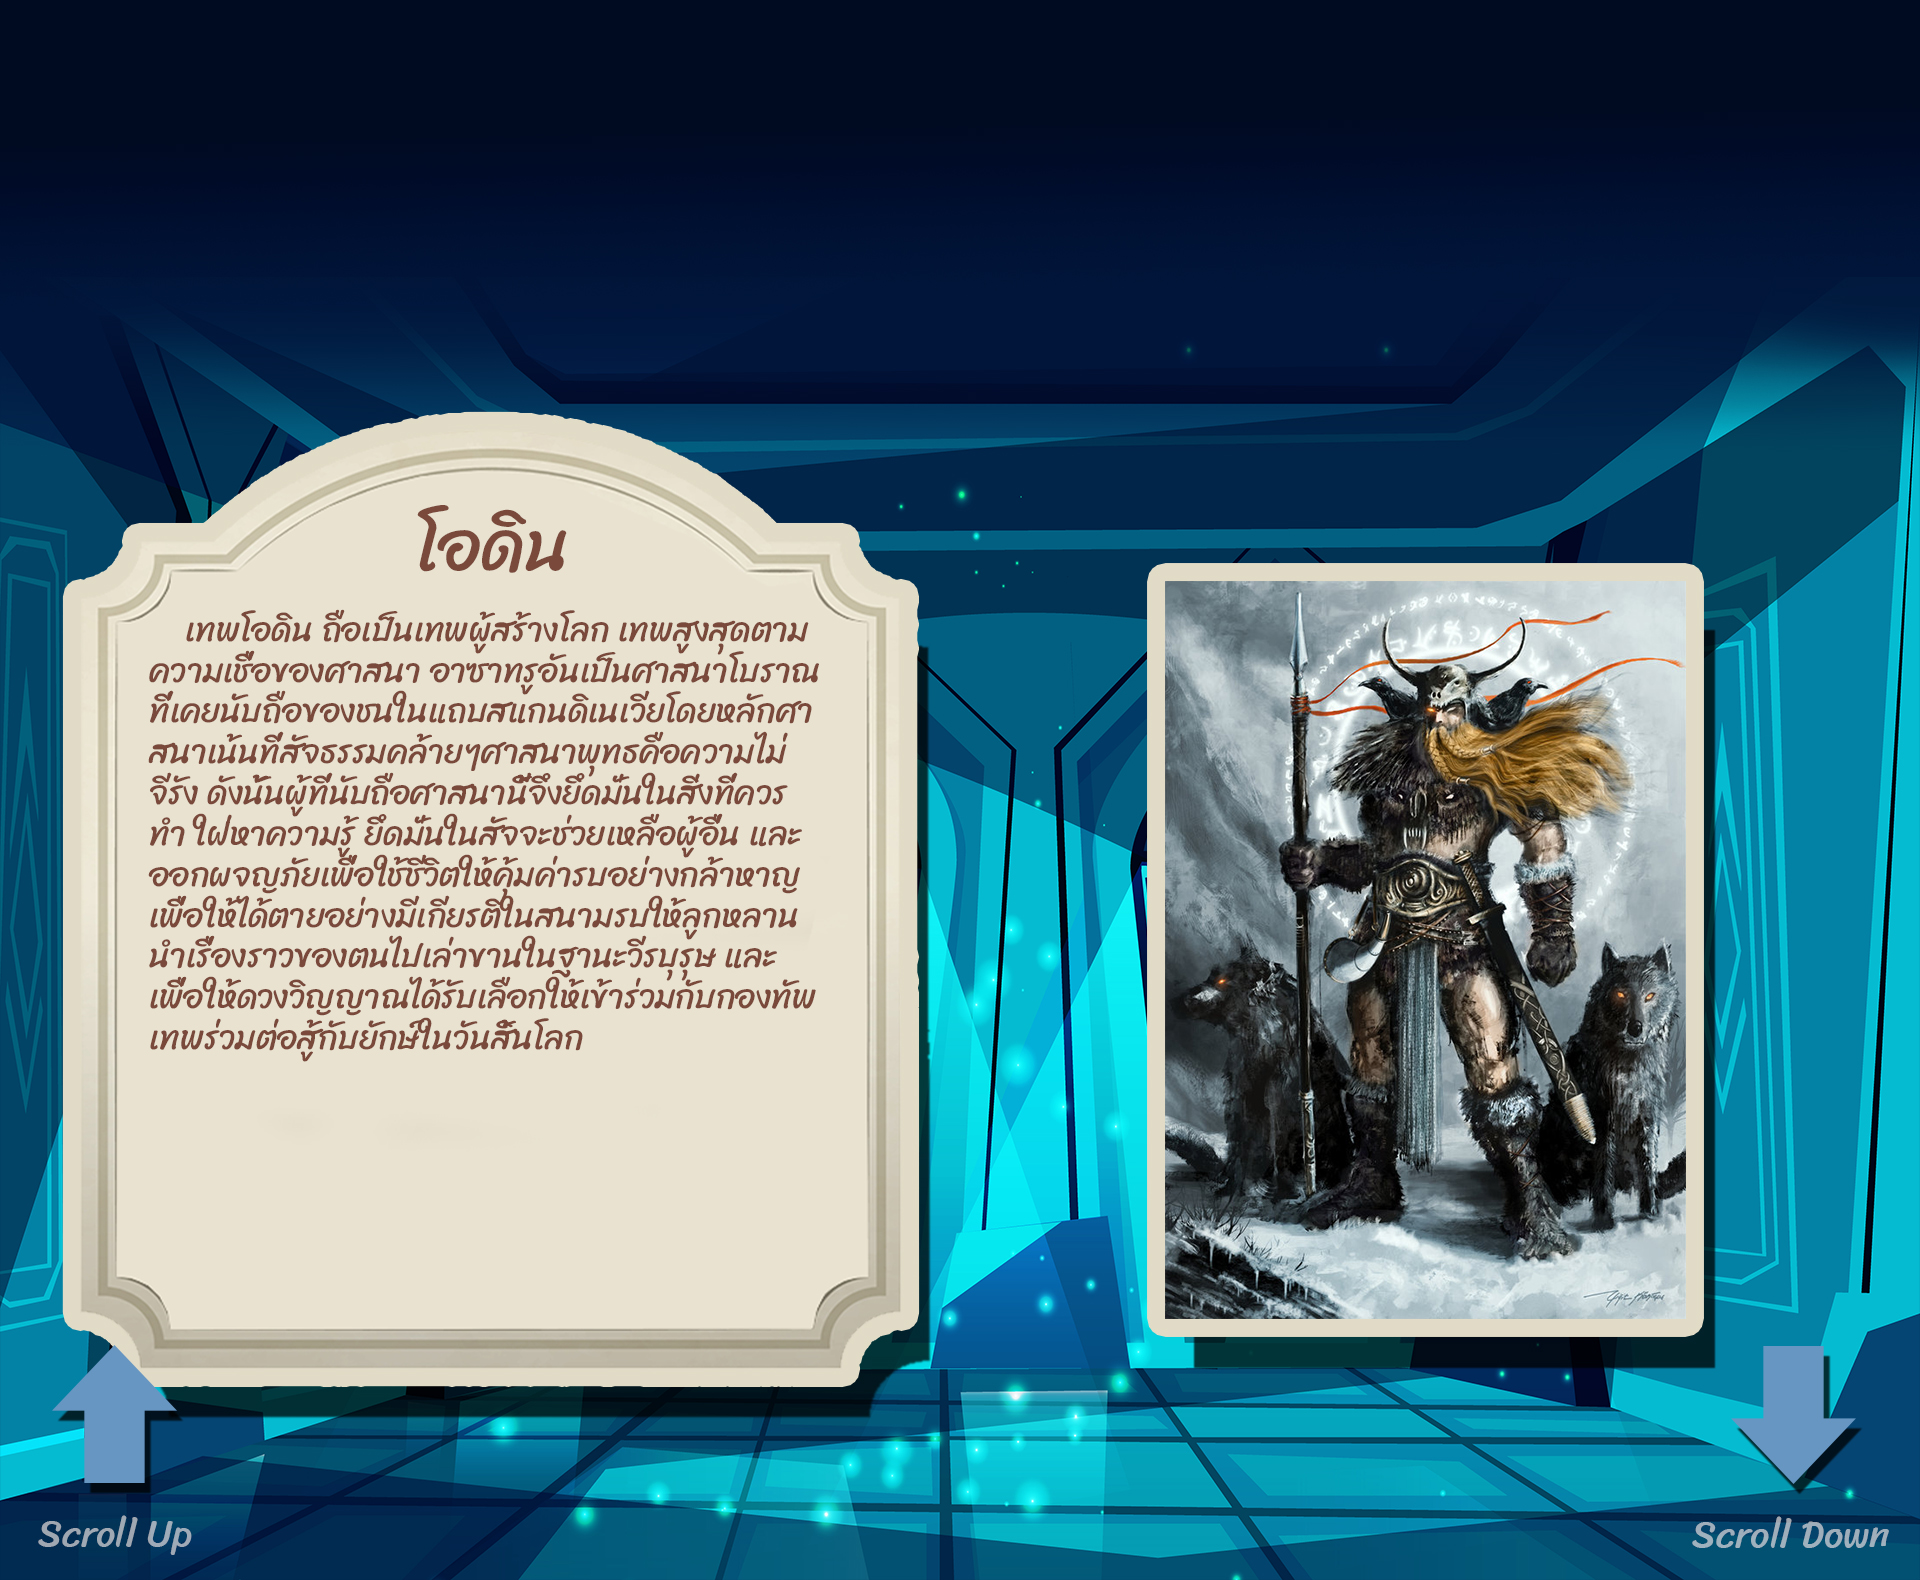 โอดิน
เทพโอดิน ถือเป็นเทพผู้สร้างโลก เทพสูงสุดตาม
ความเชื่อของศาสนา อาซาทรูอันเป็นศาสนาโบราณ
ที่เคยนับถือของชนในแถบสแกนดิเนเวียโดยหลักศา
สนาเน้นที่สัจธรรมคล้ายๆศาสนาพุทธคือความไม่
จีรัง ดังนั้นผู้ที่นับถือศาสนานี้จึงยึดมั่นในสิ่งที่ควร
ทำ ใฝ่หาความรู้ ยึดมั่นในสัจจะช่วยเหลือผู้อื่น และ
ออกผจญภัยเพื่อใช้ชีวิตให้คุ้มค่ารบอย่างกล้าหาญ
เพื่อให้ได้ตายอย่างมีเกียรติในสนามรบให้ลูกหลาน
นำเรื่องราวของตนไปเล่าขานในฐานะวีรบุรุษ และ
เพื่อให้ดวงวิญญาณได้รับเลือกให้เข้าร่วมกับกองทัพ
เทพร่วมต่อสู้กับยักษ์ในวันสิ้นโลก
Scroll Up
Scroll Down